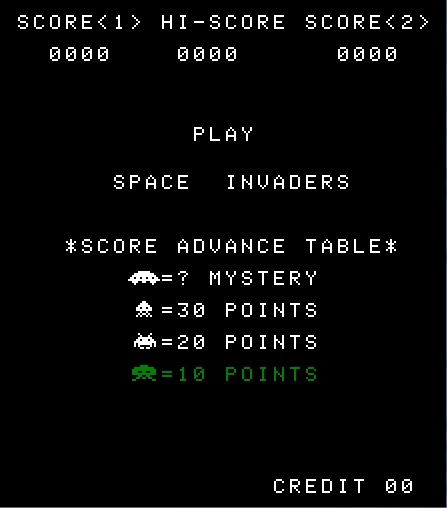 SCORE<1> HI-SCORE SCORE<2>
0000 0000 0000
PLAY
SPACE INVADERS
*SCORE ADVANCE TABLE*
=? MYSTERY
=30 POINTS
=20 POINTS
=10 POINTS
CREDIT 00